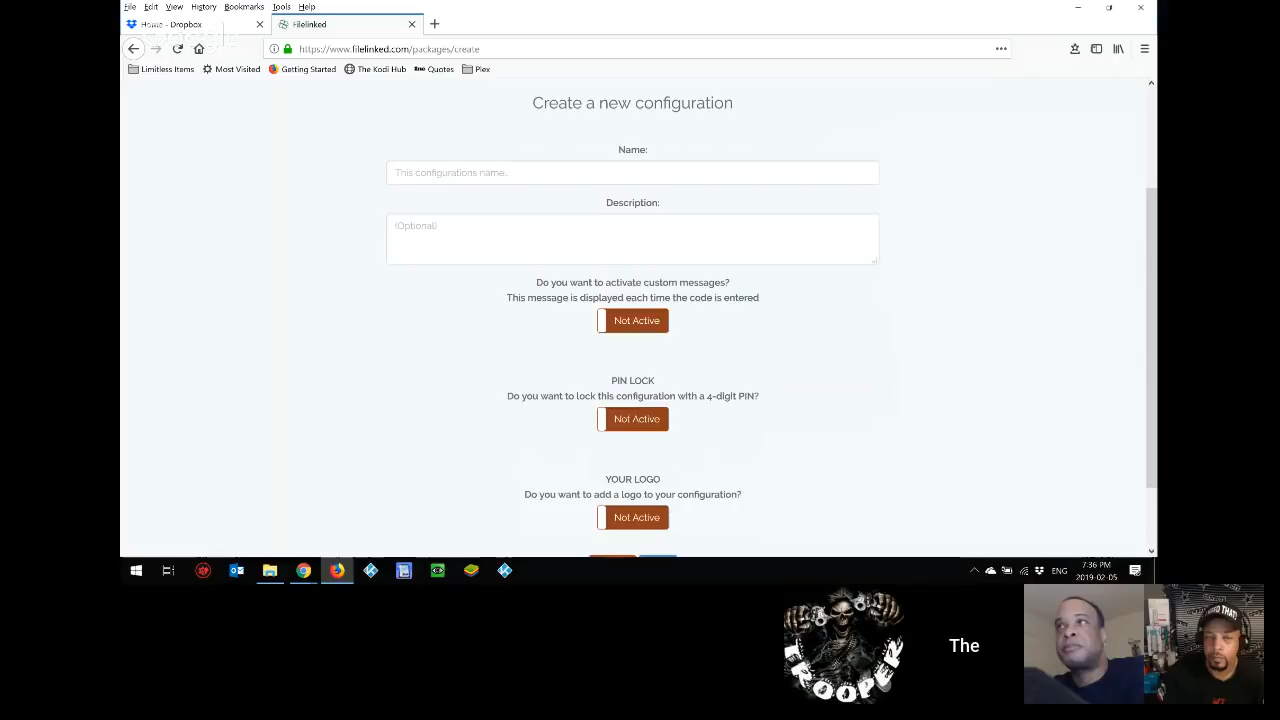 File Edit View History Bookmarks Tools Help
Home - Dropbox
Filelinked
https://www.filelinked.com/packages/create
Limitless Items Most Visited Getting Started The Kodi Hub Quotes Plex
Create a new configuration
Name:
This configurations name..
Description:
(Optional)
Do you want to activate custom messages?
This message is displayed each time the code is entered
Not Active
PIN LOCK
Do you want to lock this configuration with a 4-digit PIN?
Not Active
YOUR LOGO
Do you want to add a logo to your configuration?
Not Active
ENG
7:36 PM
2019-02-05
TROOPER
The